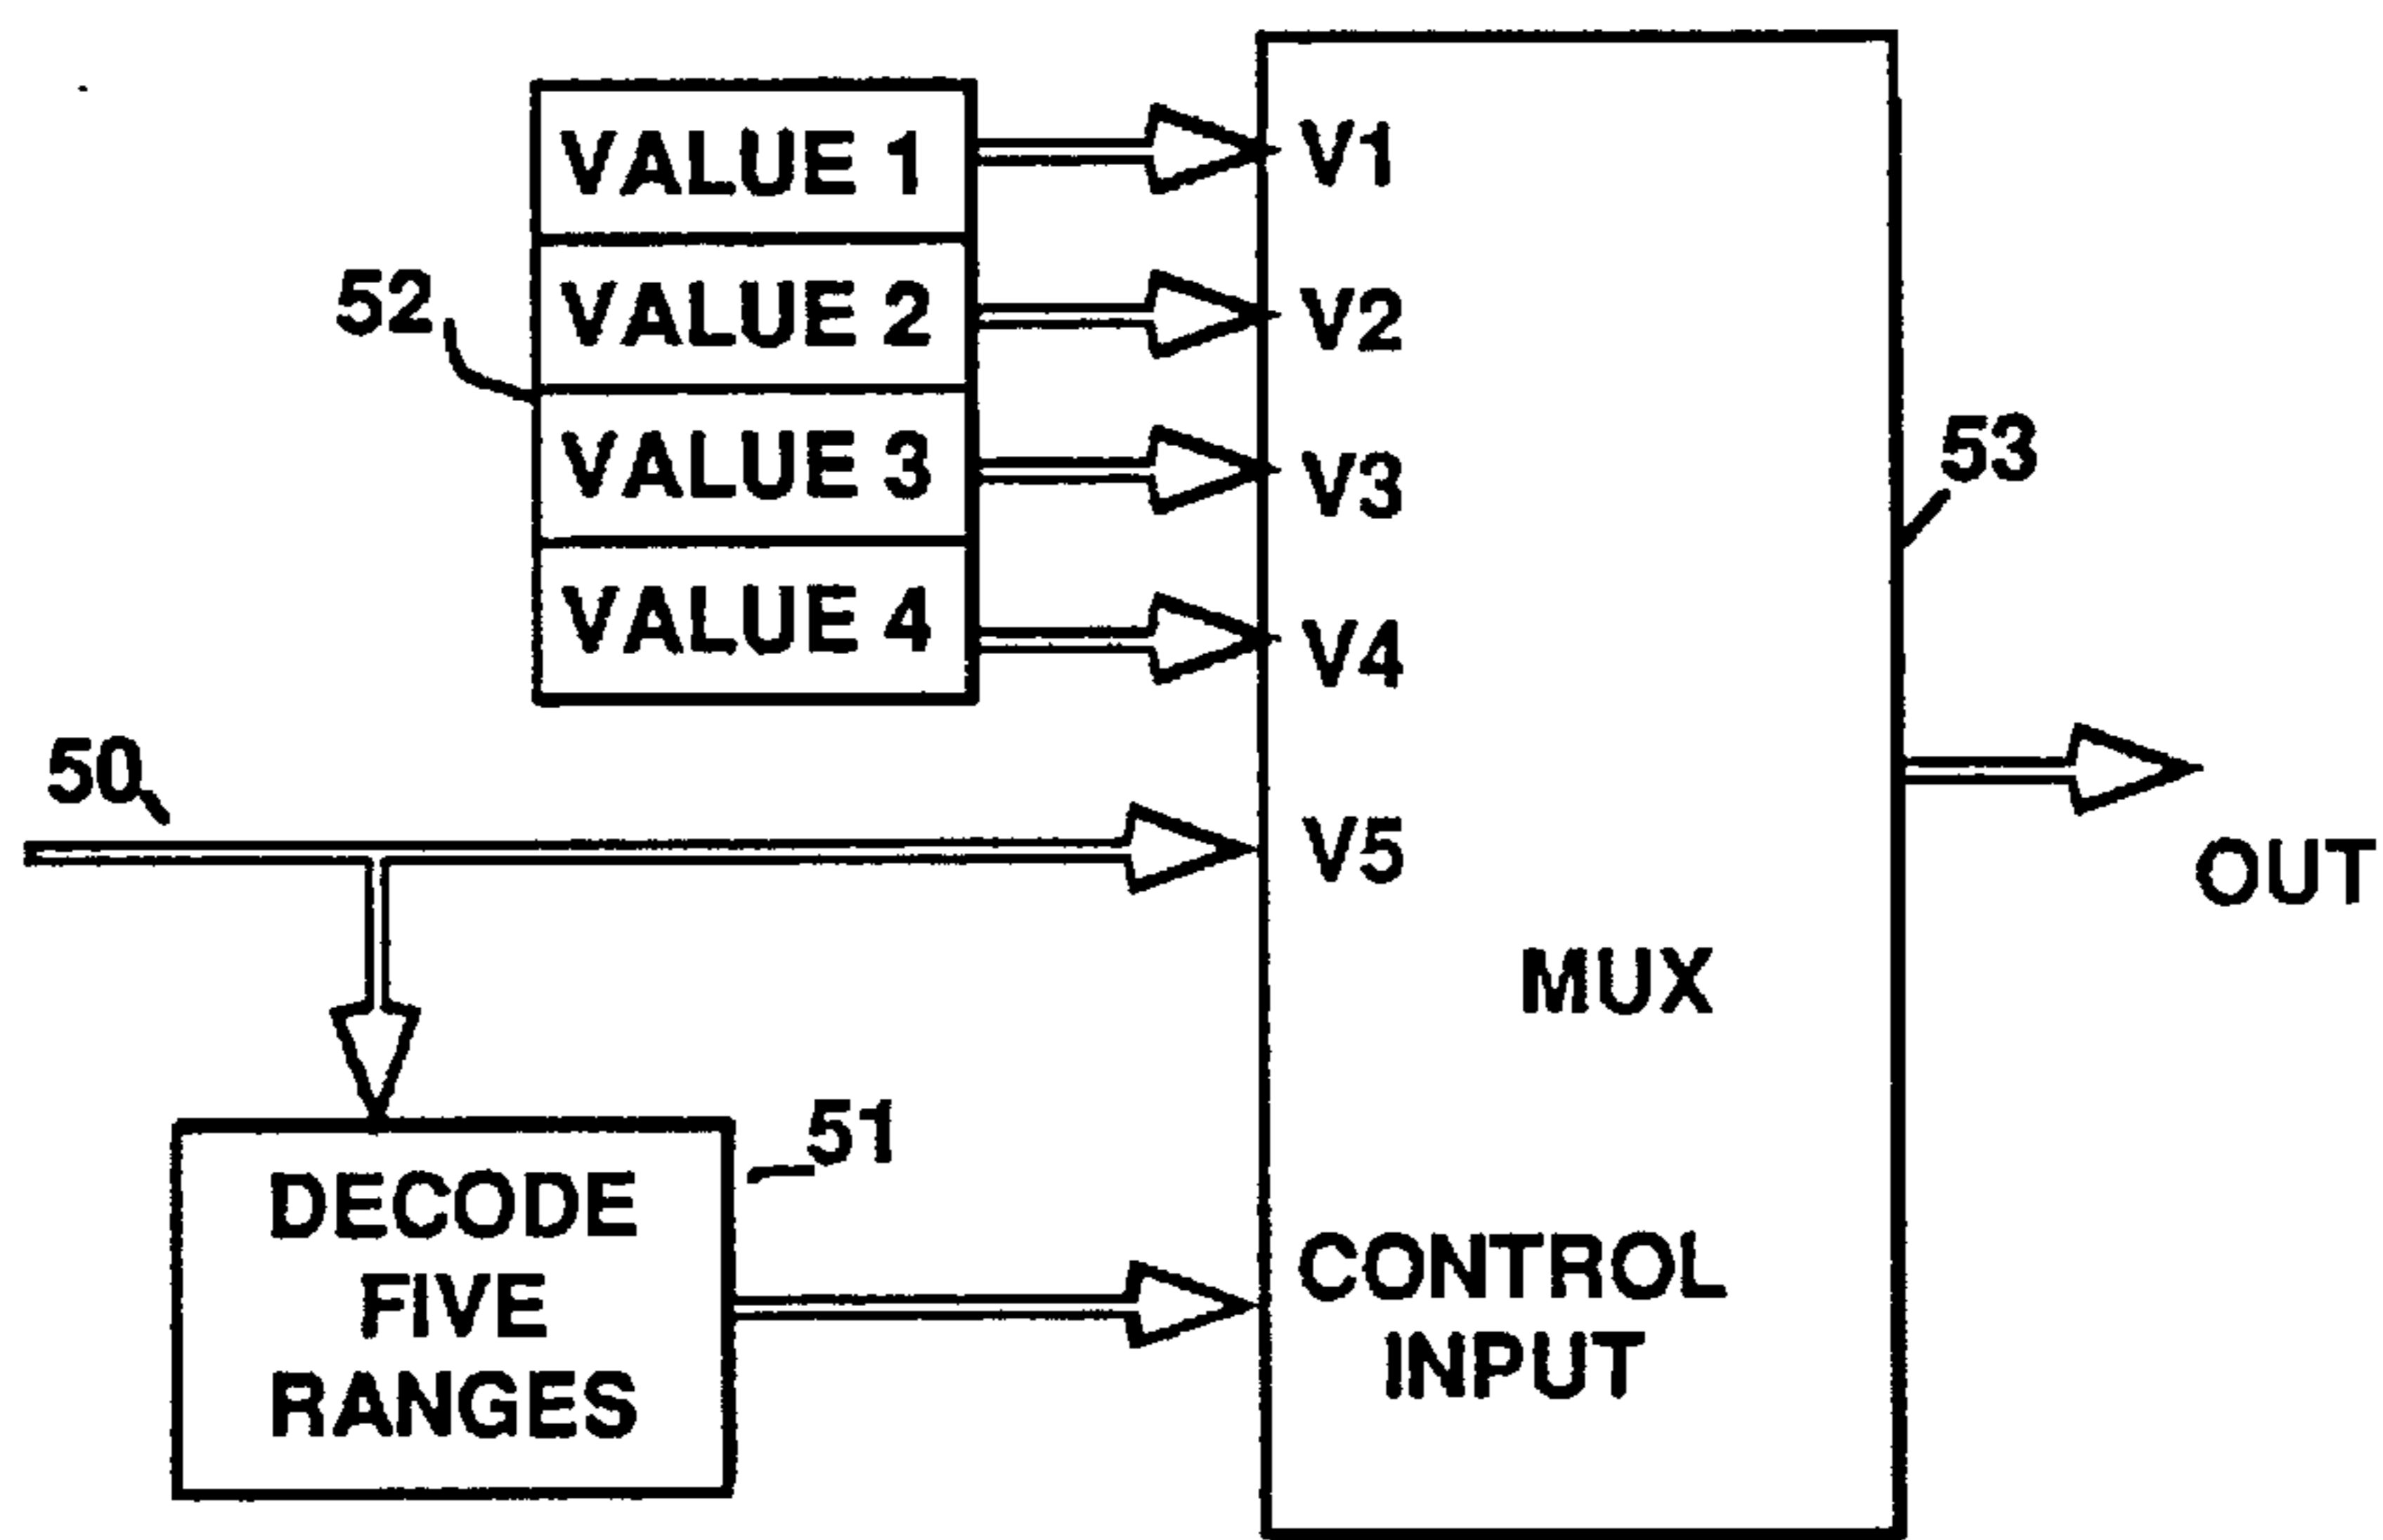 VALUE 1
VALUE 2
VALUE 3
VALUE 4
52
V1
V2
V3
V4
V5
53
50
OUT
MUX
51
DECODE
FIVE
RANGES
CONTROL
INPUT